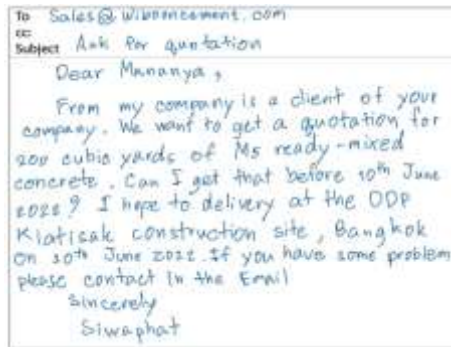 To Sales@Wibooncement.com
cc:
Subject Ask for quntation
Dear Mananya,
From my company is a client of your
company. We want to get a quotation for
200 cubic yards of M5 ready-mixed
concrete. Can I get that before 10th June
2022? I hope to delivery at the ODP
Kiatisak construction site, Bangkok
on 30th June 2022. If you have some problem
please contact in the Email
Sincerely
Siwaphat